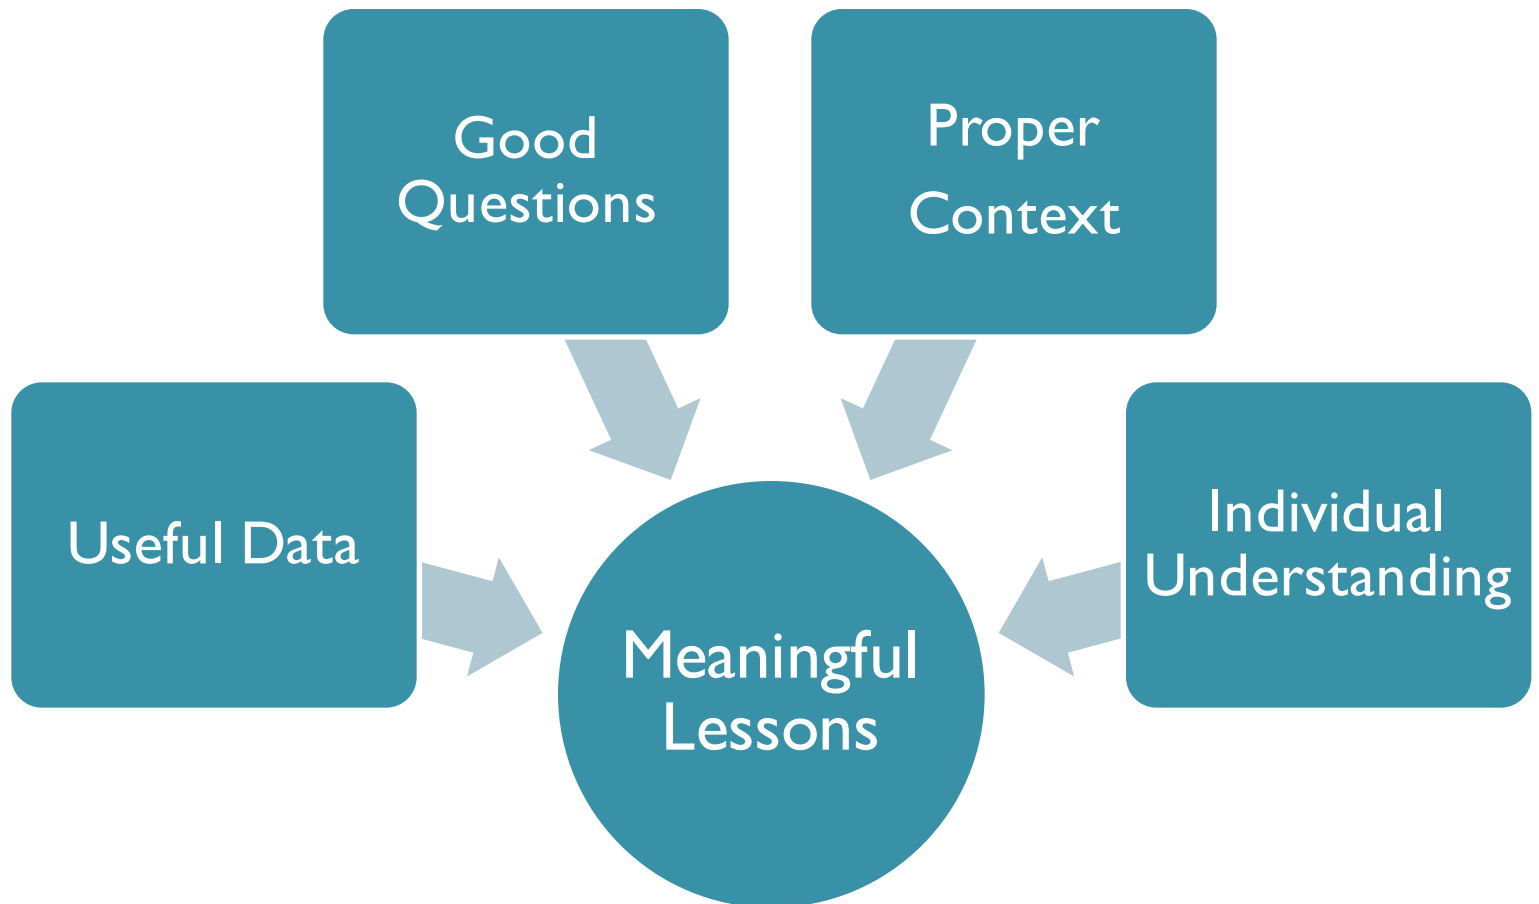 Good
Questions
Proper
Context
Useful Data
Individual
Understanding
Meaningful
Lessons